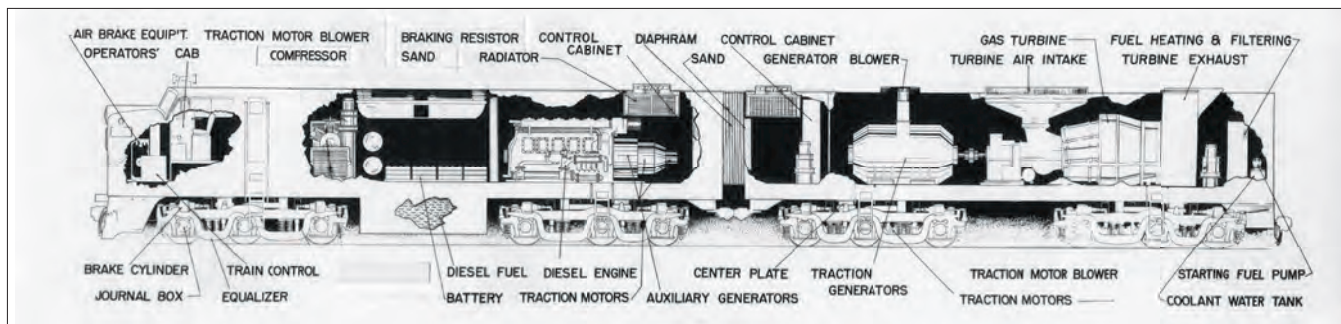 AIR BRAKE EQUIP'T.
OPERATORS' CAB
TRACTION MOTOR BLOWER
COMPRESSOR
BRAKING RESISTOR
SAND
RADIATOR
CONTROL
CABINET
DIAPHRAM
SAND
CONTROL CABINET
GENERATOR BLOWER
GAS TURBINE
TURBINE AIR INTAKE
FUEL HEATING & FILTERING
TURBINE EXHAUST
BRAKE CYLINDER
JOURNAL BOX
TRAIN CONTROL
EQUALIZER
DIESEL FUEL
BATTERY
DIESEL ENGINE
TRACTION MOTORS
AUXILIARY GENERATORS
CENTER PLATE
TRACTION
GENERATORS
TRACTION MOTOR BLOWER
TRACTION MOTORS
STARTING FUEL PUMP
COOLANT WATER TANK